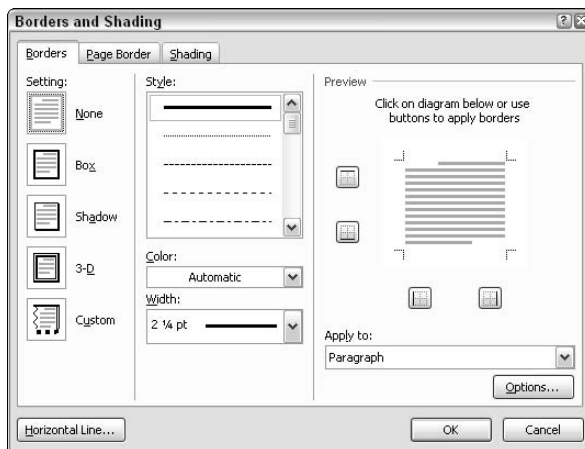 Borders and Shading
Borders Page Border Shading
Setting:
None
Box
Shadow
3-D
Custom
Style:
Color:
Automatic
Width:
2 ¼ pt
Preview
Click on diagram below or use
buttons to apply borders
Apply to:
Paragraph
Options...
Horizontal Line...
OK Cancel